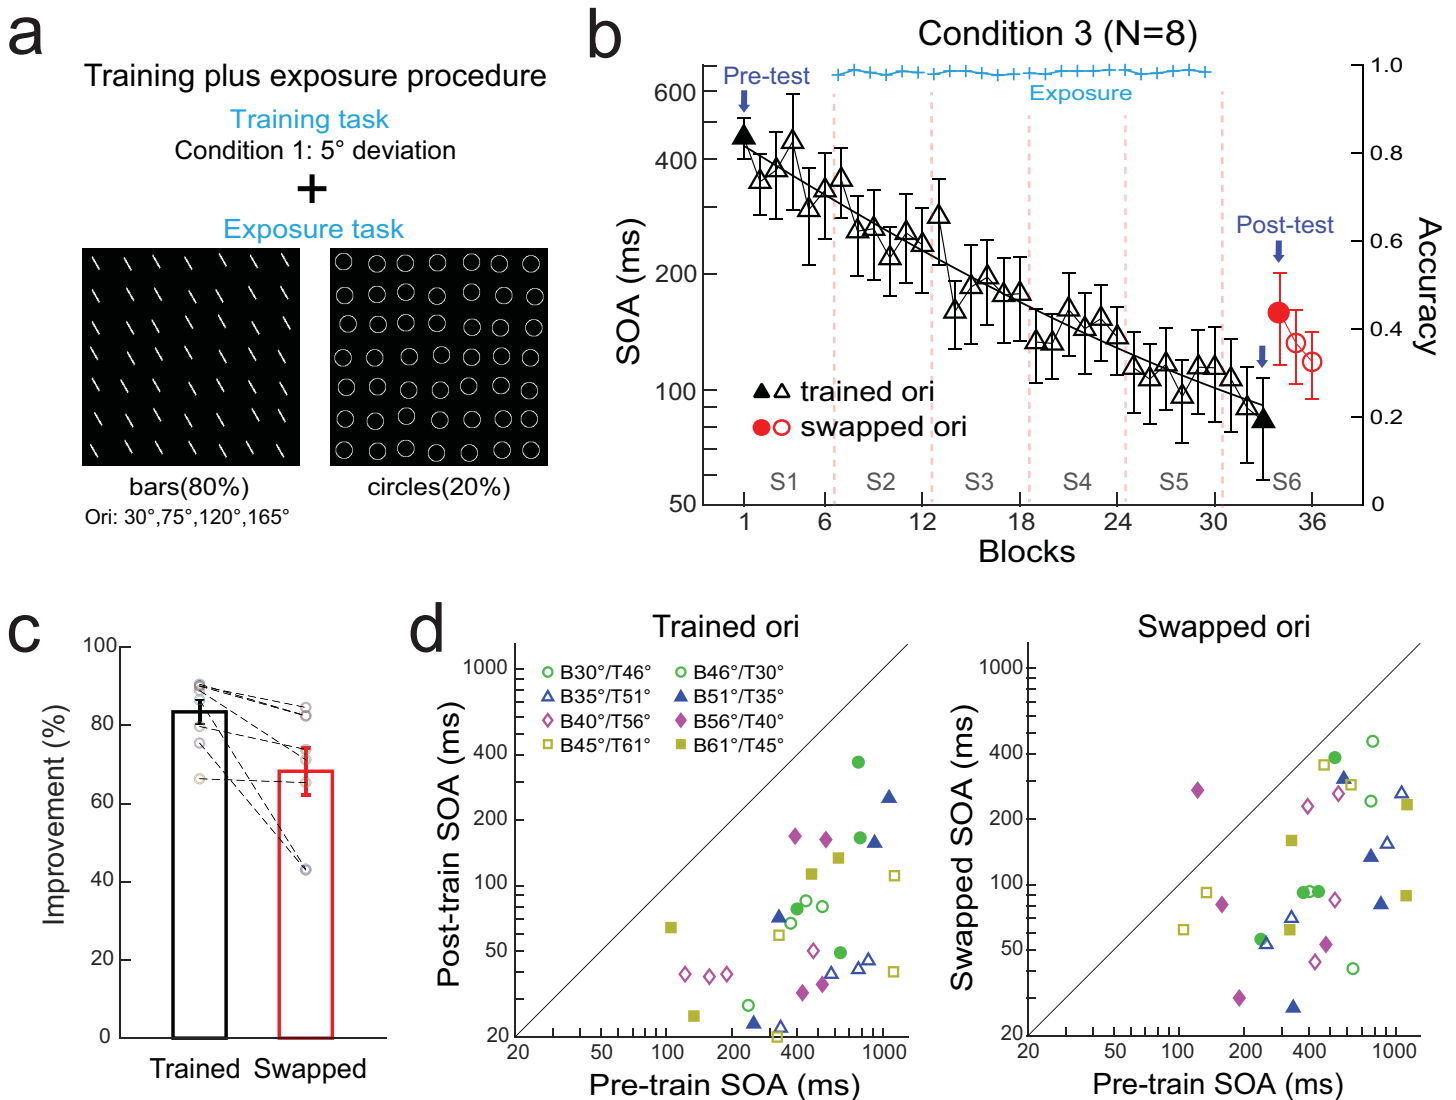 a
Training plus exposure procedure
Training task
Condition 1: 5° deviation
+
Exposure task
bars(80%)
circles(20%)
Ori: 30°,75°,120°,165°
b
Condition 3 (N=8)
Pre-test
Exposure
Post-test
600
400
200
100
50
SOA (ms)
1.0
0.8
0.6
0.4
0.2
0
Accuracy
trained ori
swapped ori
S1 S2 S3 S4 S5 S6
1 6 12 18 24 30 36
Blocks
c
100
80
60
40
20
0
Improvement (%)
Trained Swapped
d
Trained ori
1000
400
200
100
50
20
Post-train SOA (ms)
B30°/T46° B46°/T30°
B35°/T51° B51°/T35°
B40°/T56° B56°/T40°
B45°/T61° B61°/T45°
20 50 100 200 400 1000
Pre-train SOA (ms)
Swapped ori
1000
400
200
100
50
20
Swapped SOA (ms)
20 50 100 200 400 1000
Pre-train SOA (ms)